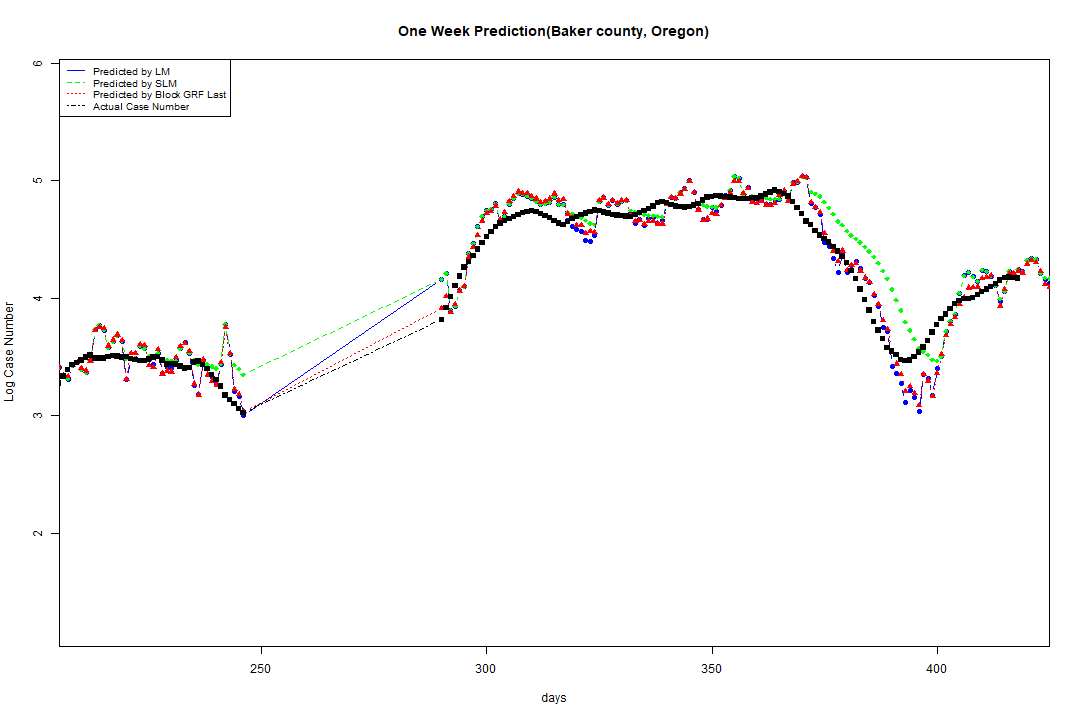 One Week Prediction(Baker county, Oregon)
Predicted by LM
Predicted by SLM
Predicted by Block GRF Last
Actual Case Number
6
5
4
3
2
Log Case Number
250 300 350 400
days